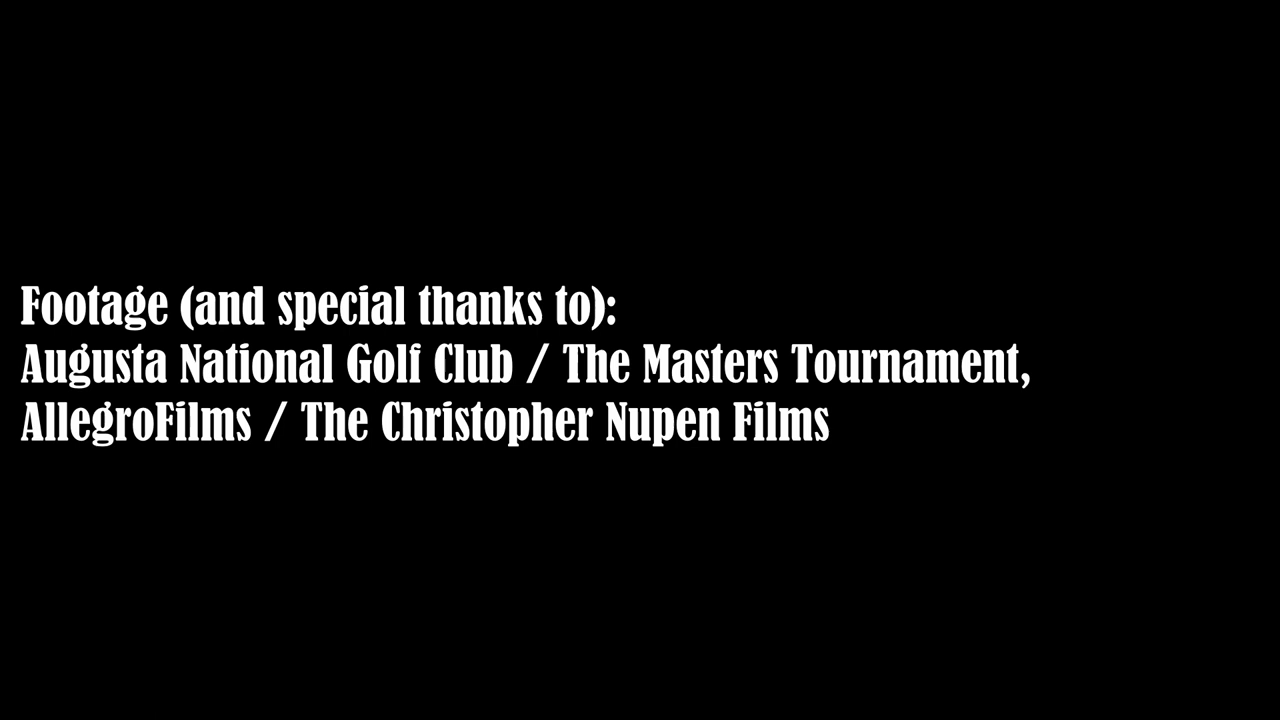 Footage (and special thanks to):
Augusta National Golf Club / The Masters Tournament,
AllegroFilms / The Christopher Nupen Films